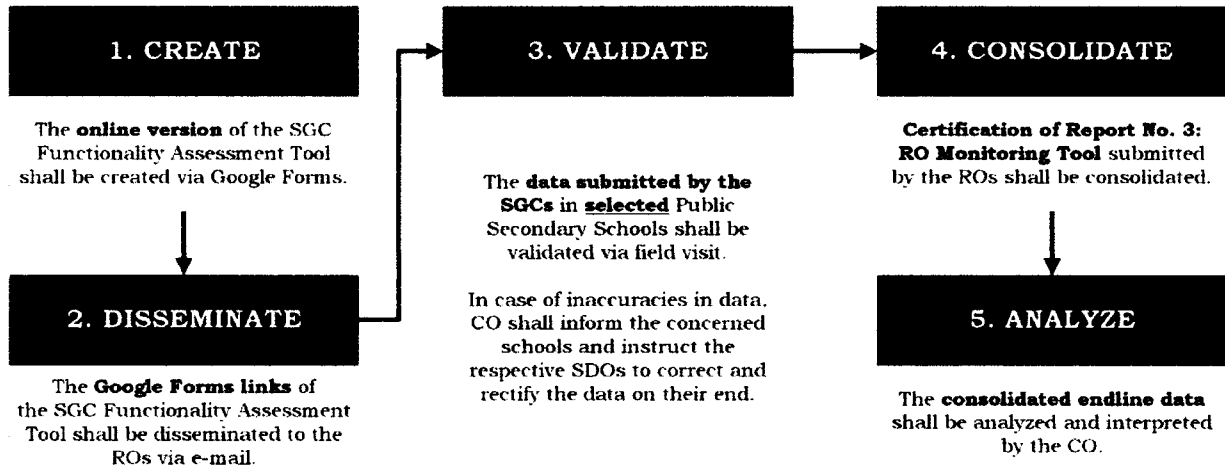 1. CREATE
The online version of the SGC
Functionality Assessment Tool
shall be created via Google Forms.
2. DISSEMINATE
The Google Forms links of
the SGC Functionality Assessment
Tool shall be disseminated to the
ROs via e-mail.
3. VALIDATE
The data submitted by the
SGCs in selected Public
Secondary Schools shall be
validated via field visit.
In case of inaccuracies in data,
CO shall inform the concerned
schools and instruct the
respective SDOs to correct and
rectify the data on their end.
4. CONSOLIDATE
Certification of Report No. 3:
RO Monitoring Tool submitted
by the ROs shall be consolidated.
5. ANALYZE
The consolidated endline data
shall be analyzed and interpreted
by the CO.